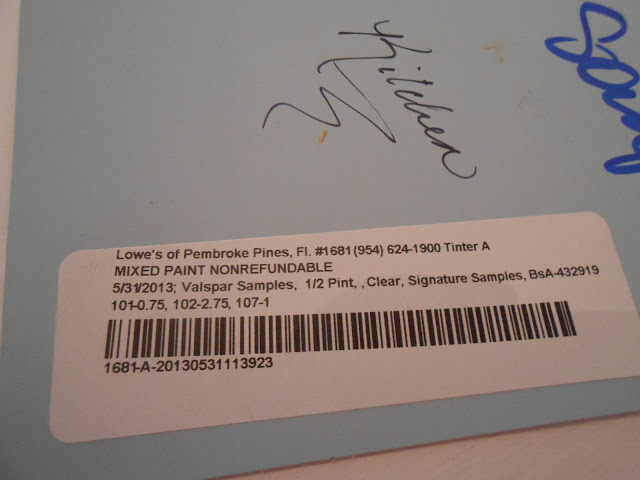 Kitchen
Lowe's of Pembroke Pines, Fl. #1681 (954) 624-1900 Tinter A
MIXED PAINT NONREFUNDABLE
5/31/2013; Valspar Samples, 1/2 Pint, , Clear, Signature Samples, BsA-432919
101-0.75, 102-2.75, 107-1
1681-A-20130531113923